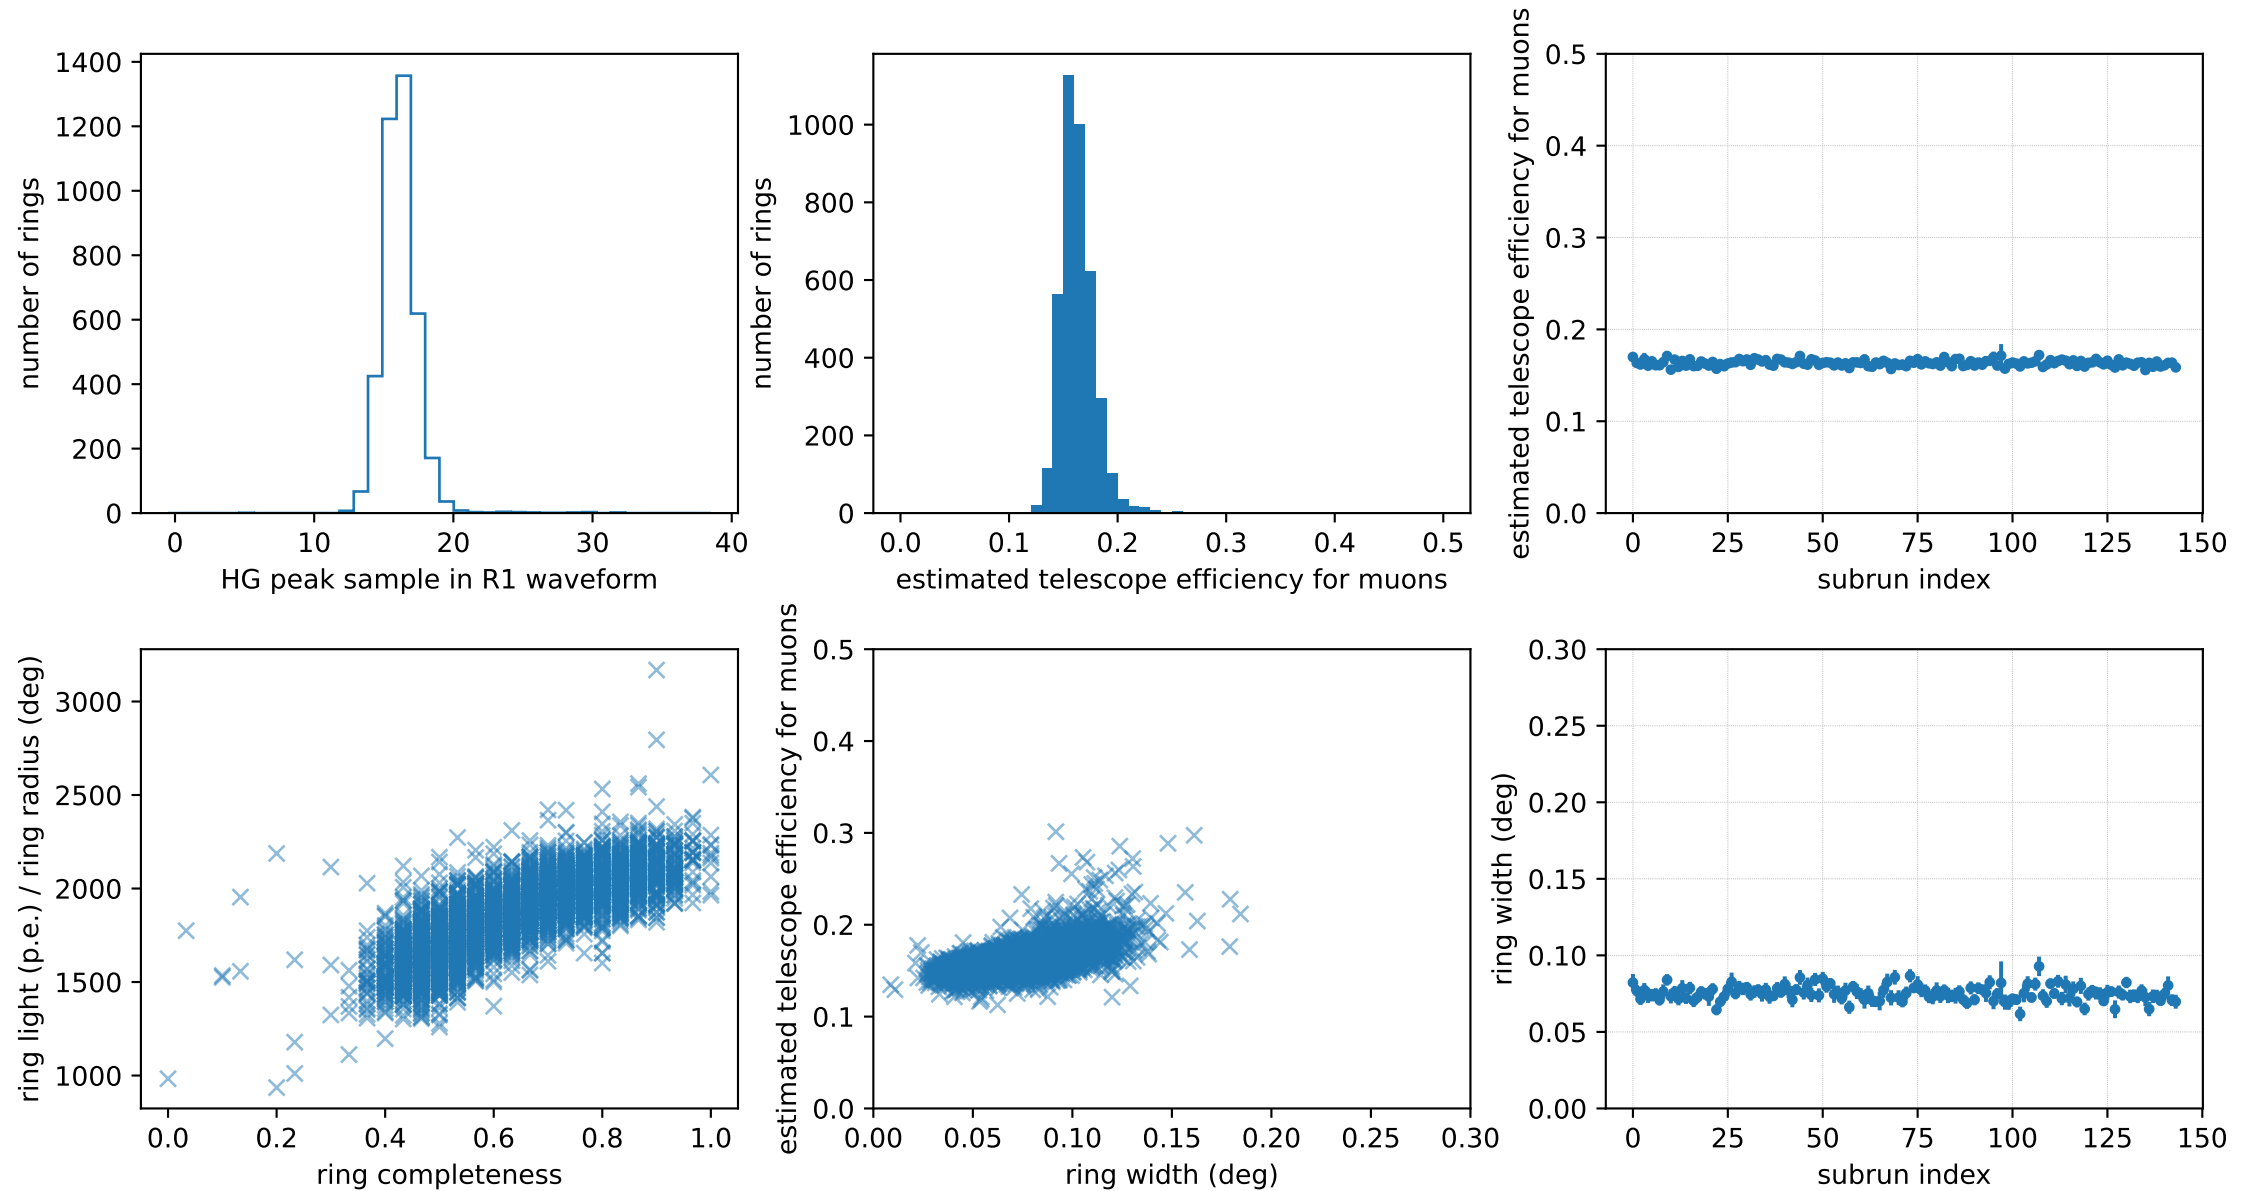 1400
1200
1000
800
600
400
200
0
number of rings
0 10 20 30 40
HG peak sample in R1 waveform
1000
800
600
400
200
0
number of rings
0.0 0.1 0.2 0.3 0.4 0.5
estimated telescope efficiency for muons
0.5
0.4
0.3
0.2
0.1
0.0
estimated telescope efficiency for muons
0 25 50 75 100 125 150
subrun index
3000
2500
2000
1500
1000
ring light (p.e.) / ring radius (deg)
0.0 0.2 0.4 0.6 0.8 1.0
ring completeness
0.5
0.4
0.3
0.2
0.1
0.0
estimated telescope efficiency for muons
0.00 0.05 0.10 0.15 0.20 0.25 0.30
ring width (deg)
0.30
0.25
0.20
0.15
0.10
0.05
0.00
ring width (deg)
0 25 50 75 100 125 150
subrun index